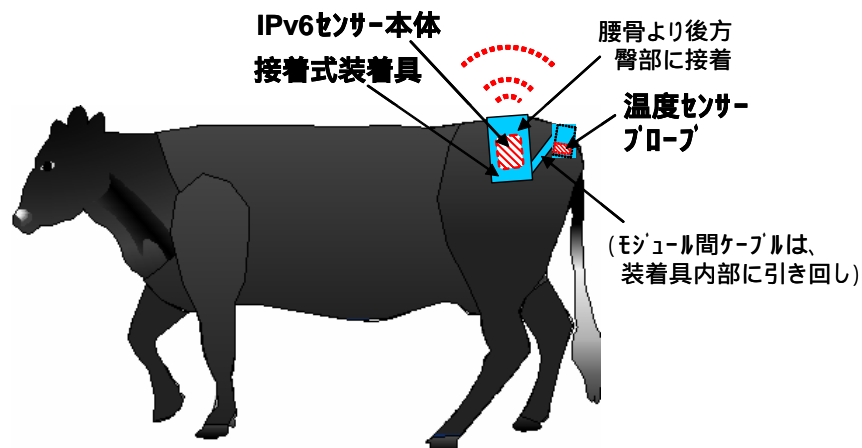 IPv6センサー本体
接着式装着具
腰骨より後方
臀部に接着
温度センサー
プローブ
(ﾓｼﾞｭｰﾙ間ｹｰﾌﾞﾙは、
装着具内部に引き回し)